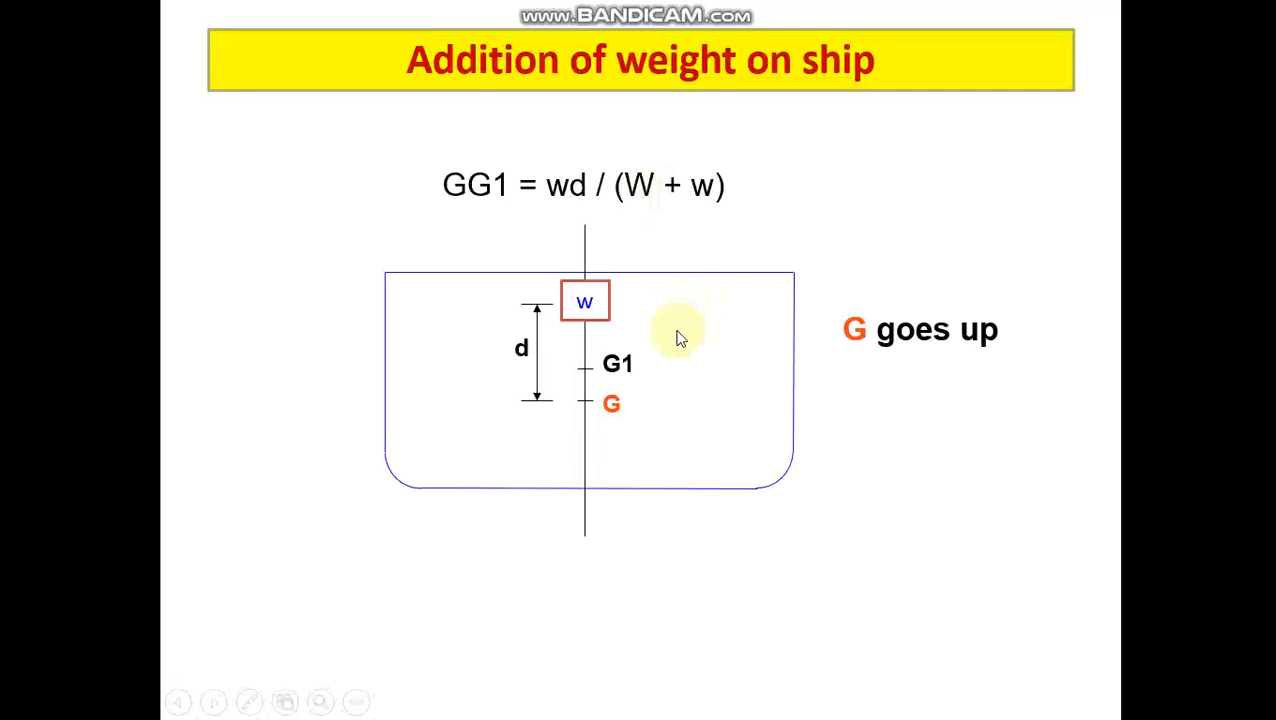 www.BANDICAM.com
Addition of weight on ship
GG1 = wd / (W + w)
w
d
G1
G
G goes up